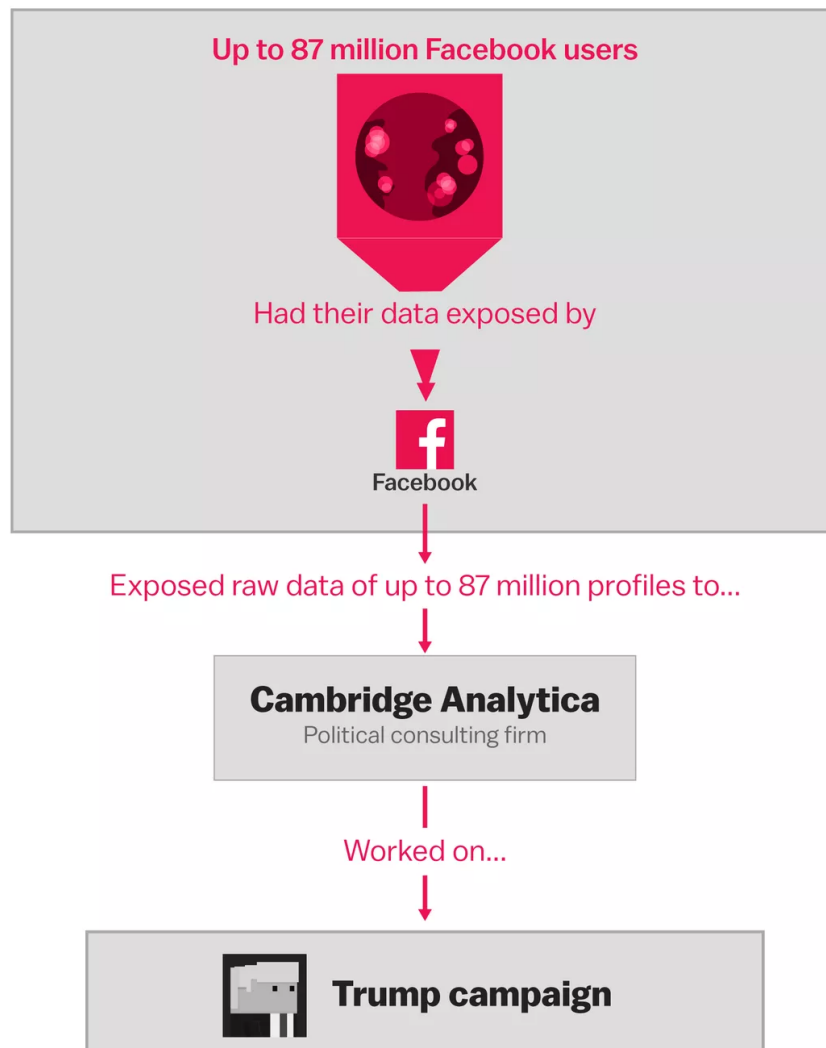 Up to 87 million Facebook users
Had their data exposed by
f
Facebook
Exposed raw data of up to 87 million profiles to...
Cambridge Analytica
Political consulting firm
Worked on...
Trump campaign